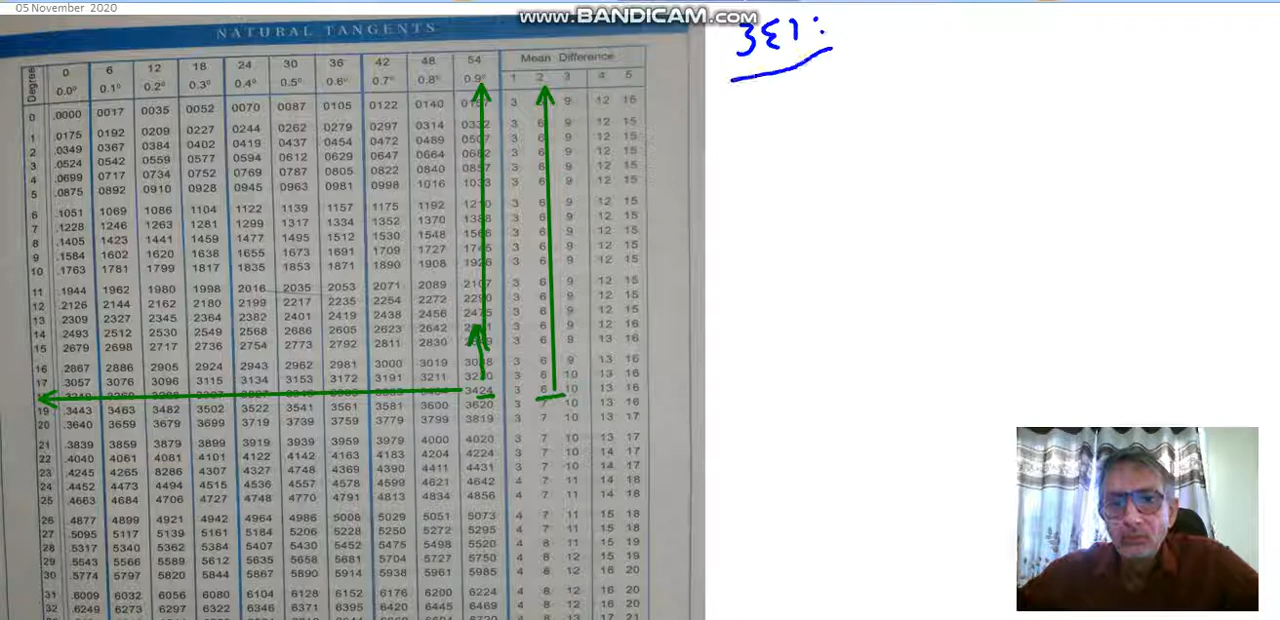 05 November 2020
www.BANDICAM.com
NATURAL TANGENTS
Degree 0 6 12 18 24 30 36 42 48 54 Mean Difference
0.0° 0.1° 0.2° 0.3° 0.4° 0.5° 0.6° 0.7° 0.8° 0.9° 1 2 3 4 5
0 .0000 0017 0035 0052 0070 0087 0105 0122 0140 3 9 12 15
1 .0175 0192 0209 0227 0244 0262 0279 0297 0314 0332 3 6 9 12 15
2 .0349 0367 0384 0402 0419 0437 0454 0472 0489 0507 3 6 9 12 15
3 .0524 0542 0559 0577 0594 0612 0629 0647 0664 0682 3 6 9 12 15
4 .0699 0717 0734 0752 0769 0787 0805 0822 0840 0857 3 6 9 12 15
5 .0875 0892 0910 0928 0945 0963 0981 0998 1016 1033 3 6 9 12 15
6 .1051 1069 1086 1104 1122 1139 1157 1175 1192 1210 3 6 9 12 15
7 .1228 1246 1263 1281 1299 1317 1334 1352 1370 1388 3 6 9 12 15
8 .1405 1423 1441 1459 1477 1495 1512 1530 1548 1566 3 6 9 12 15
9 .1584 1602 1620 1638 1655 1673 1691 1709 1727 1745 3 6 9 12 15
10 .1763 1781 1799 1817 1835 1853 1871 1890 1908 1926 3 6 9 12 15
11 .1944 1962 1980 1998 2016 2035 2053 2071 2089 2107 3 6 9 12 15
12 .2126 2144 2162 2180 2199 2217 2235 2254 2272 2290 3 6 9 12 15
13 .2309 2327 2345 2364 2382 2401 2419 2438 2456 2475 3 6 9 12 15
14 .2493 2512 2530 2549 2568 2586 2605 2623 2642 3 6 9 12 16
15 .2679 2698 2717 2736 2754 2773 2792 2811 2830 3 6 8 13 16
16 .2867 2886 2905 2924 2943 2962 2981 3000 3019 3 6 9 13 16
17 .3057 3076 3096 3115 3134 3153 3172 3191 3211 3 6 10 13 16
3424 3 6 10 13 16
19 .3443 3463 3482 3502 3522 3541 3561 3581 3600 3620 3 7 10 13 16
20 .3640 3659 3679 3699 3719 3739 3759 3779 3799 3819 3 7 10 13 17
21 .3839 3859 3879 3899 3919 3939 3959 3979 4000 4020 3 7 10 13 17
22 .4040 4061 4081 4101 4122 4142 4163 4183 4204 4224 3 7 10 14 17
23 .4245 4265 8286 4307 4327 4748 4369 4390 4411 4431 3 7 10 14 17
24 .4452 4473 4494 4515 4536 4557 4578 4599 4621 4642 4 7 11 14 18
25 .4663 4684 4706 4727 4748 4770 4791 4813 4834 4856 4 7 11 14 18
26 .4877 4899 4921 4942 4964 4986 5008 5029 5051 5073 4 7 11 15 18
27 .5095 5117 5139 5161 5184 5206 5228 5250 5272 5295 4 7 11 15 18
28 .5317 5340 5362 5384 5407 5430 5452 5475 5498 5520 4 8 11 15 19
29 .5543 5566 5589 5612 5635 5658 5681 5704 5727 5750 4 8 12 15 19
30 .5774 5797 5820 5844 5867 5890 5914 5938 5961 5985 4 8 12 16 20
31 .6009 6032 6056 6080 6104 6128 6152 6176 6200 6224 4 8 12 16 20
32 .6249 6273 6297 6322 6346 6371 6395 6420 6445 6469 4 8 12 16 20